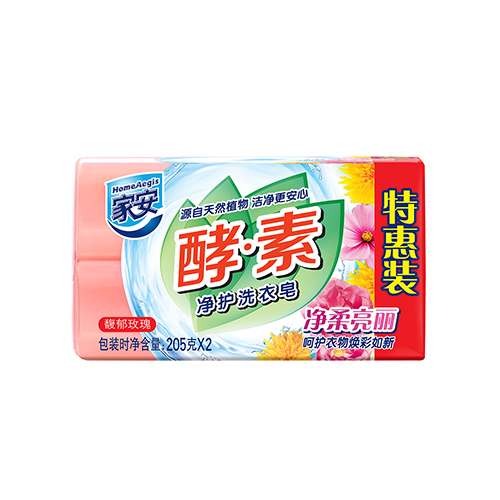 HomeAegis
家安
源自天然植物 洁净更安心
酵·素
净护洗衣皂
特惠装
馥郁玫瑰
包装时净含量:205克X2
净柔亮丽
呵护衣物焕彩如新